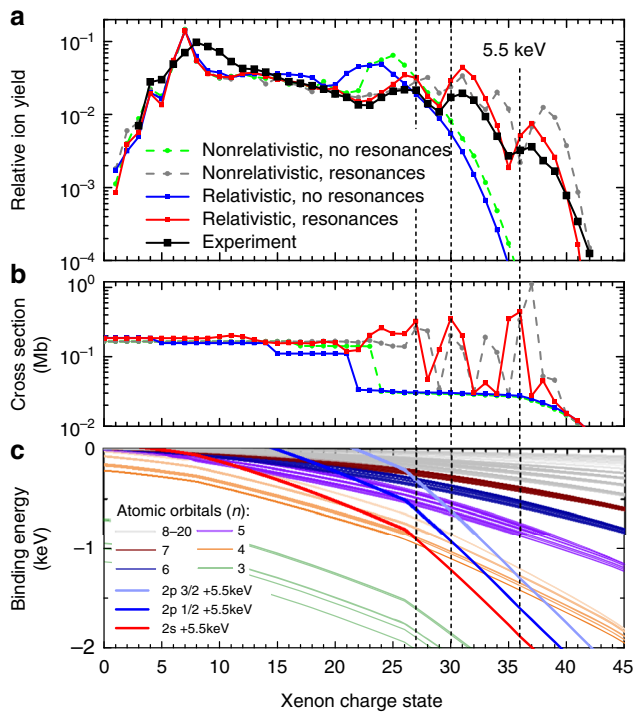 a
5.5 keV
Relative ion yield
10⁻¹
10⁻²
10⁻³
10⁻⁴
Nonrelativistic, no resonances
Nonrelativistic, resonances
Relativistic, no resonances
Relativistic, resonances
Experiment
b
Cross section
(Mb)
10⁰
10⁻¹
10⁻²
c
Binding energy
(keV)
0
−1
−2
Atomic orbitals (n):
8–20 5
7 4
6 3
2p 3/2 +5.5keV
2p 1/2 +5.5keV
2s +5.5keV
0 5 10 15 20 25 30 35 40 45
Xenon charge state